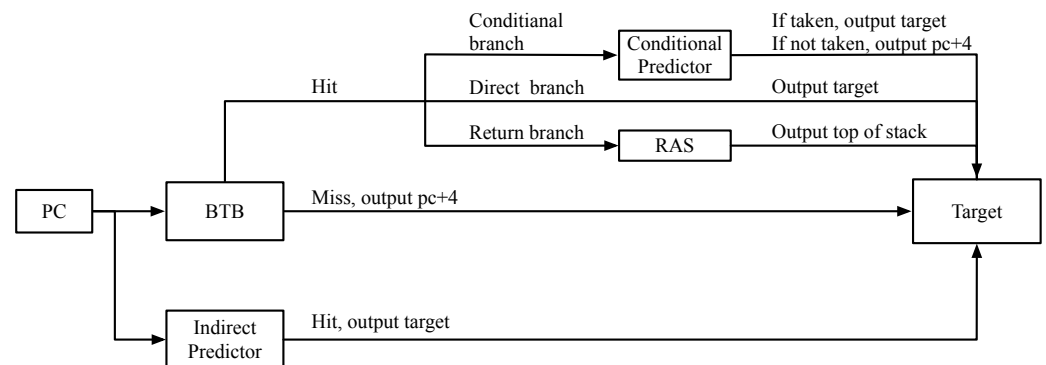 Conditianal
branch
Conditional
Predictor
If taken, output target
If not taken, output pc+4
Hit
Direct branch
Output target
Return branch
RAS
Output top of stack
PC
BTB
Miss, output pc+4
Target
Indirect
Predictor
Hit, output target